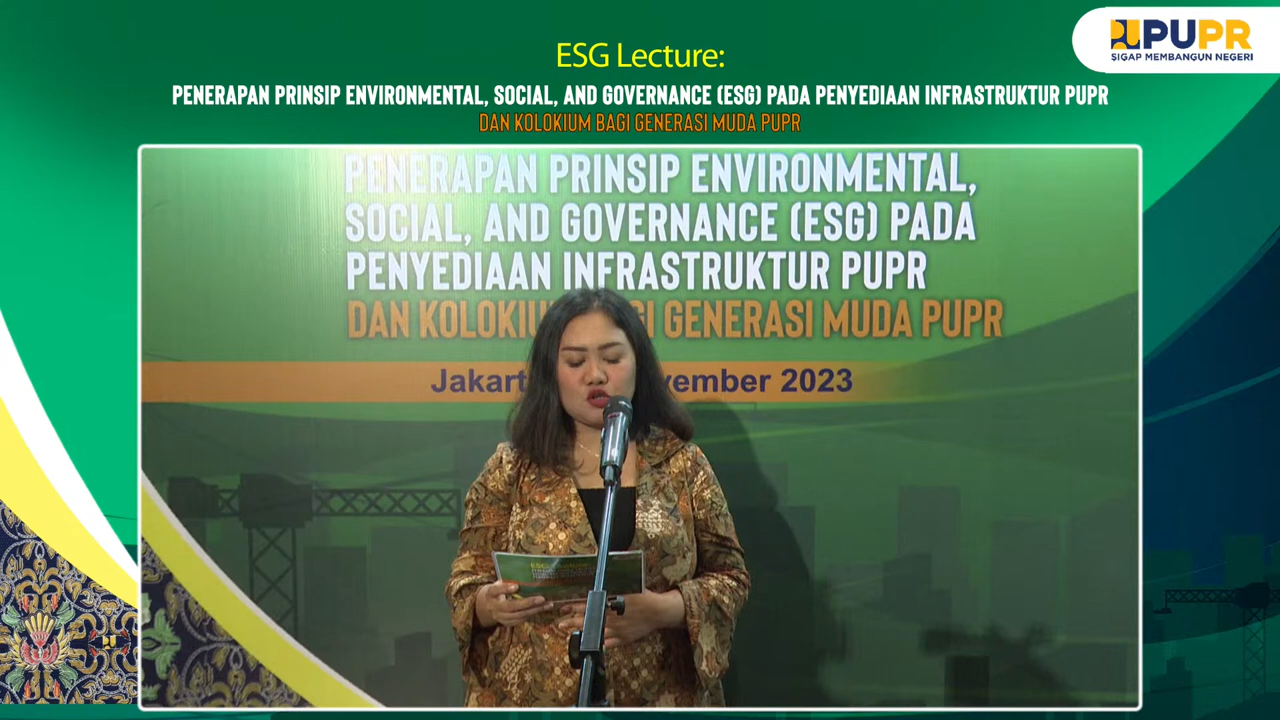 PUPR
SIGAP MEMBANGUN NEGERI
ESG Lecture:
PENERAPAN PRINSIP ENVIRONMENTAL, SOCIAL, AND GOVERNANCE (ESG) PADA PENYEDIAAN INFRASTRUKTUR PUPR
DAN KOLOKIUM BAGI GENERASI MUDA PUPR
PENERAPAN PRINSIP ENVIRONMENTAL,
SOCIAL, AND GOVERNANCE (ESG) PADA
PENYEDIAAN INFRASTRUKTUR PUPR
DAN GENERASI MUDA PUPR
2023